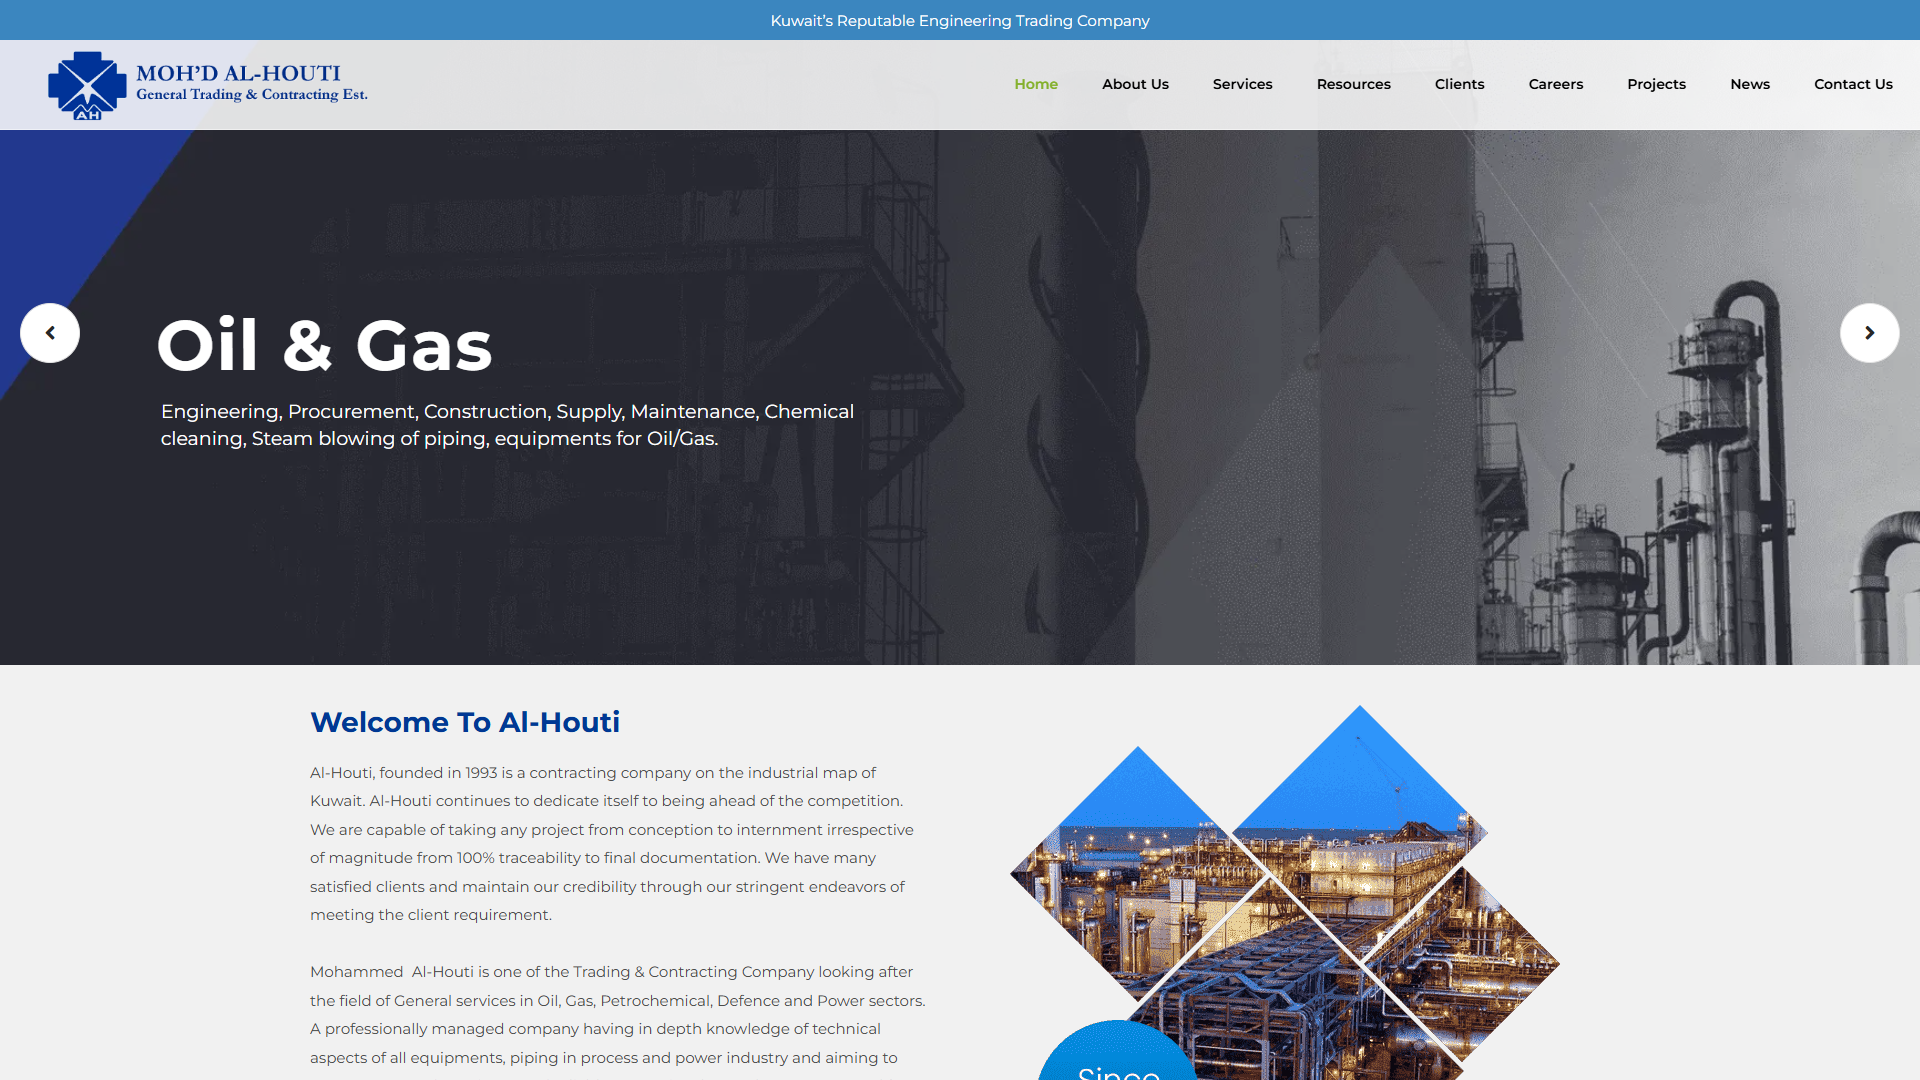 Kuwait's Reputable Engineering Trading Company
MOH'D AL-HOUTI
General Trading & Contracting Est.
AH
Home
About Us
Services
Resources
Clients
Careers
Projects
News
Contact Us
Oil & Gas
Engineering, Procurement, Construction, Supply, Maintenance, Chemical
cleaning, Steam blowing of piping, equipments for Oil/Gas.
Welcome To Al-Houti
Al-Houti, founded in 1993 is a contracting company on the industrial map of
Kuwait. Al-Houti continues to dedicate itself to being ahead of the competition.
We are capable of taking any project from conception to internment irrespective
of magnitude from 100% traceability to final documentation. We have many
satisfied clients and maintain our credibility through our stringent endeavors of
meeting the client requirement.
Mohammed  Al-Houti is one of the Trading & Contracting Company looking after
the field of General services in Oil, Gas, Petrochemical, Defence and Power sectors.
A professionally managed company having in depth knowledge of technical
aspects of all equipments, piping in process and power industry and aiming to
Since